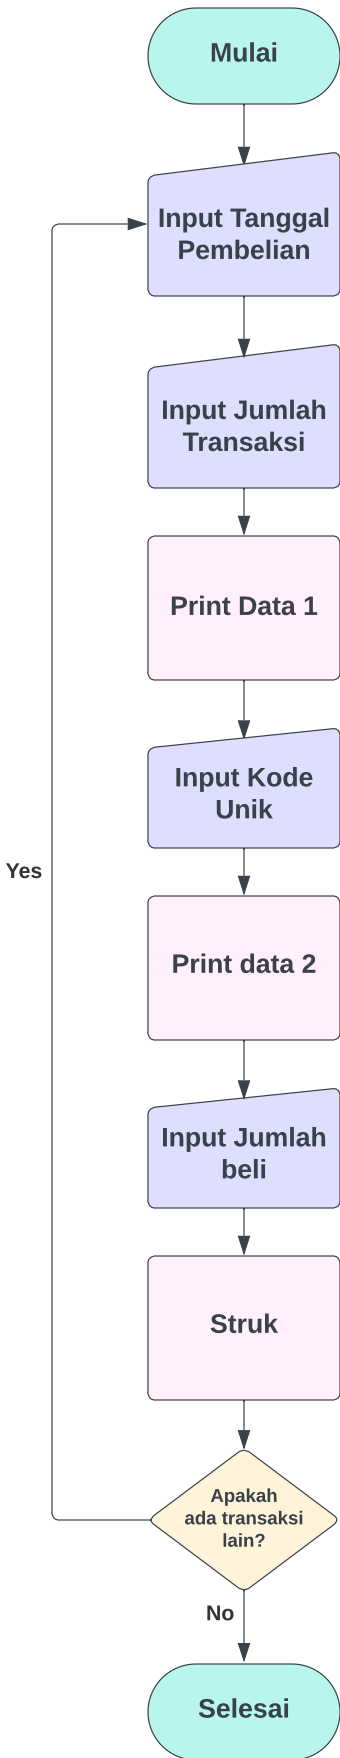 Mulai
Input Tanggal
Pembelian
Input Jumlah
Transaksi
Print Data 1
Input Kode
Unik
Yes
Print data 2
Input Jumlah
beli
Struk
Apakah
ada transaksi
lain?
No
Selesai